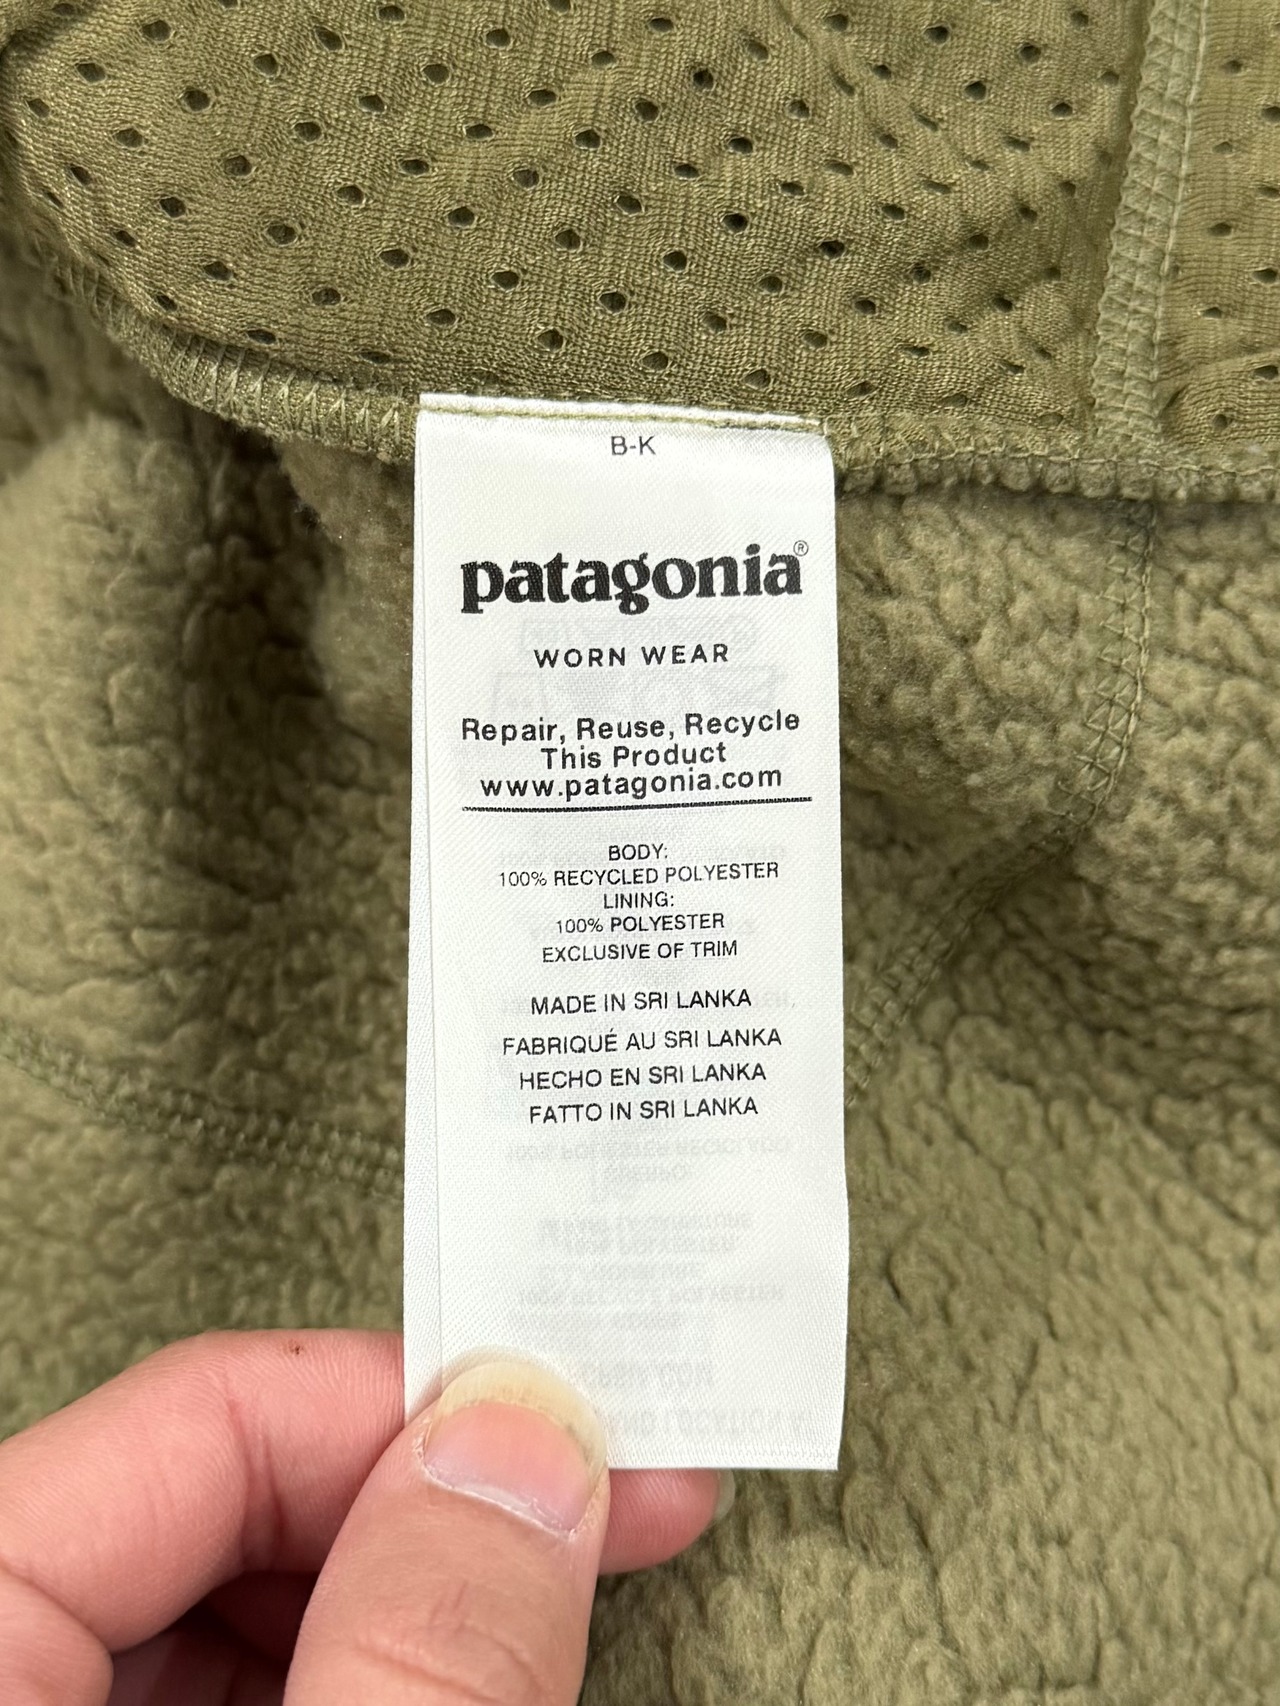 B-K
patagonia®
WORN WEAR
Repair, Reuse, Recycle
This Product
www.patagonia.com
BODY:
100% RECYCLED POLYESTER
LINING:
100% POLYESTER
EXCLUSIVE OF TRIM
MADE IN SRI LANKA
FABRIQUÉ AU SRI LANKA
HECHO EN SRI LANKA
FATTO IN SRI LANKA